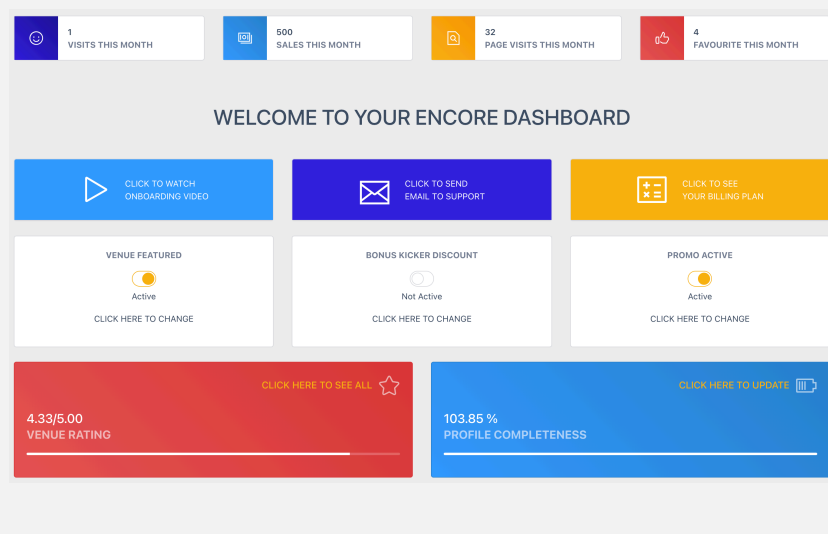 1
VISITS THIS MONTH
500
SALES THIS MONTH
32
PAGE VISITS THIS MONTH
4
FAVOURITE THIS MONTH
WELCOME TO YOUR ENCORE DASHBOARD
CLICK TO WATCH
ONBOARDING VIDEO
CLICK TO SEND
EMAIL TO SUPPORT
CLICK TO SEE
YOUR BILLING PLAN
VENUE FEATURED
Active
CLICK HERE TO CHANGE
BONUS KICKER DISCOUNT
Not Active
CLICK HERE TO CHANGE
PROMO ACTIVE
Active
CLICK HERE TO CHANGE
CLICK HERE TO SEE ALL
4.33/5.00
VENUE RATING
CLICK HERE TO UPDATE
103.85 %
PROFILE COMPLETENESS